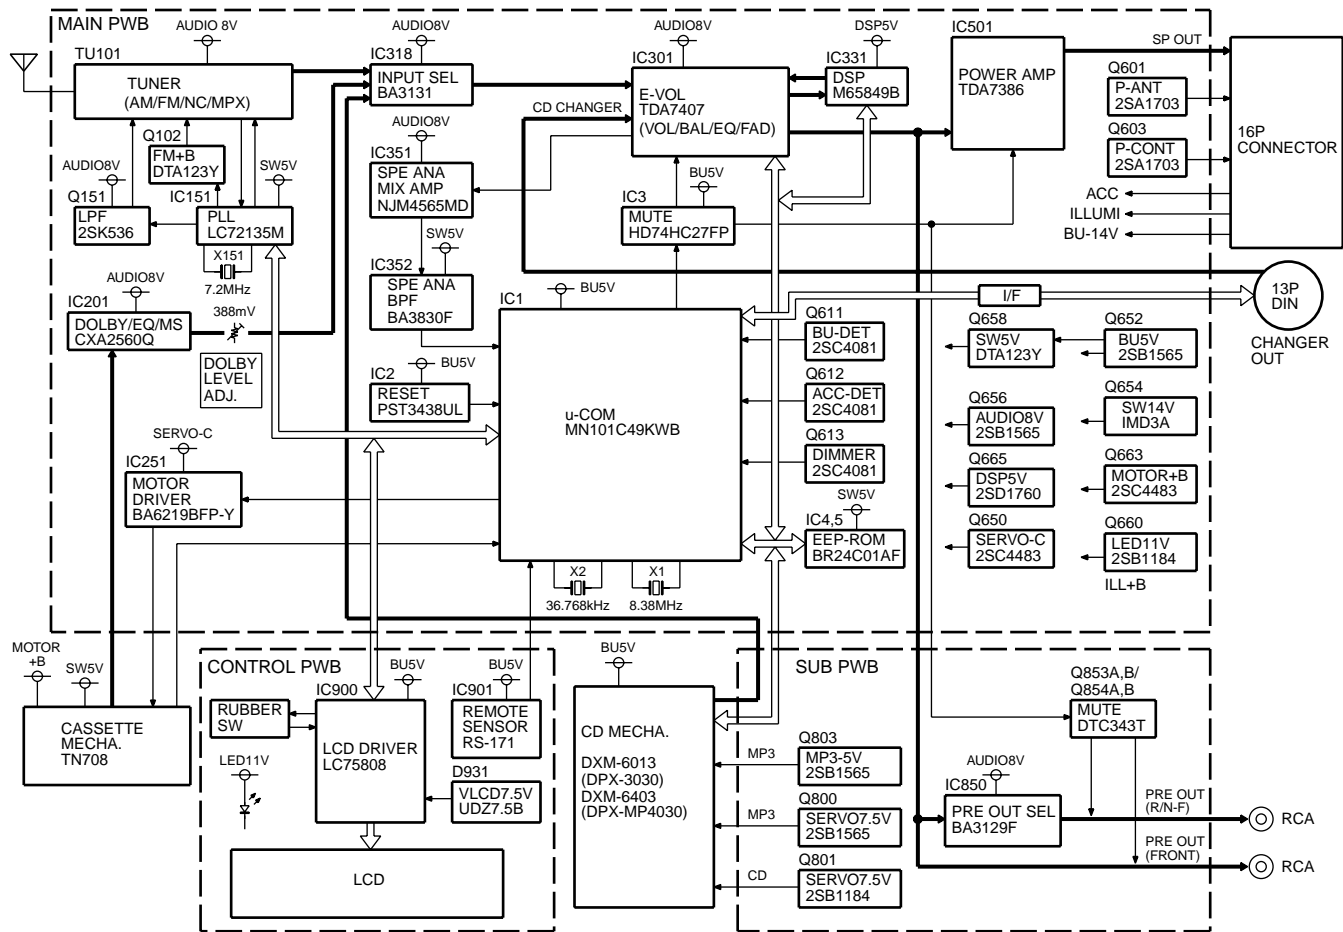 MAIN PWB
AUDIO 8V
TU101
TUNER
(AM/FM/NC/MPX)
Q102
FM+B
DTA123Y
AUDIO8V
Q151
LPF
2SK536
IC151
PLL
LC72135M
SW5V
X151
7.2MHz
AUDIO8V
IC201
DOLBY/EQ/MS
CXA2560Q
388mV
DOLBY
LEVEL
ADJ.
SERVO-C
IC251
MOTOR
DRIVER
BA6219BFP-Y
AUDIO8V
IC318
INPUT SEL
BA3131
AUDIO8V
IC351
SPE ANA
MIX AMP
NJM4565MD
SW5V
IC352
SPE ANA
BPF
BA3830F
BU5V
IC2
RESET
PST3438UL
CD CHANGER
AUDIO8V
IC301
E-VOL
TDA7407
(VOL/BAL/EQ/FAD)
DSP5V
IC331
DSP
M65849B
BU5V
IC3
MUTE
HD74HC27FP
BU5V
IC1
u-COM
MN101C49KWB
X2
36.768kHz
X1
8.38MHz
IC501
POWER AMP
TDA7386
SP OUT
Q601
P-ANT
2SA1703
Q603
P-CONT
2SA1703
ACC
ILLUMI
BU-14V
16P
CONNECTOR
I/F
13P
DIN
CHANGER
OUT
Q611
BU-DET
2SC4081
Q612
ACC-DET
2SC4081
Q613
DIMMER
2SC4081
SW5V
IC4,5
EEP-ROM
BR24C01AF
Q658
SW5V
DTA123Y
Q652
BU5V
2SB1565
Q656
AUDIO8V
2SB1565
Q654
SW14V
IMD3A
Q665
DSP5V
2SD1760
Q663
MOTOR+B
2SC4483
Q650
SERVO-C
2SC4483
Q660
LED11V
2SB1184
ILL+B
MOTOR
+B
SW5V
CASSETTE
MECHA.
TN708
CONTROL PWB
RUBBER
SW
LED11V
BU5V
IC900
LCD DRIVER
LC75808
BU5V
IC901
REMOTE
SENSOR
RS-171
D931
VLCD7.5V
UDZ7.5B
LCD
BU5V
CD MECHA.
DXM-6013
(DPX-3030)
DXM-6403
(DPX-MP4030)
SUB PWB
MP3
Q803
MP3-5V
2SB1565
MP3
Q800
SERVO7.5V
2SB1565
CD
Q801
SERVO7.5V
2SB1184
AUDIO8V
IC850
PRE OUT SEL
BA3129F
Q853A,B/
Q854A,B
MUTE
DTC343T
PRE OUT
(R/N-F)
RCA
PRE OUT
(FRONT)
RCA